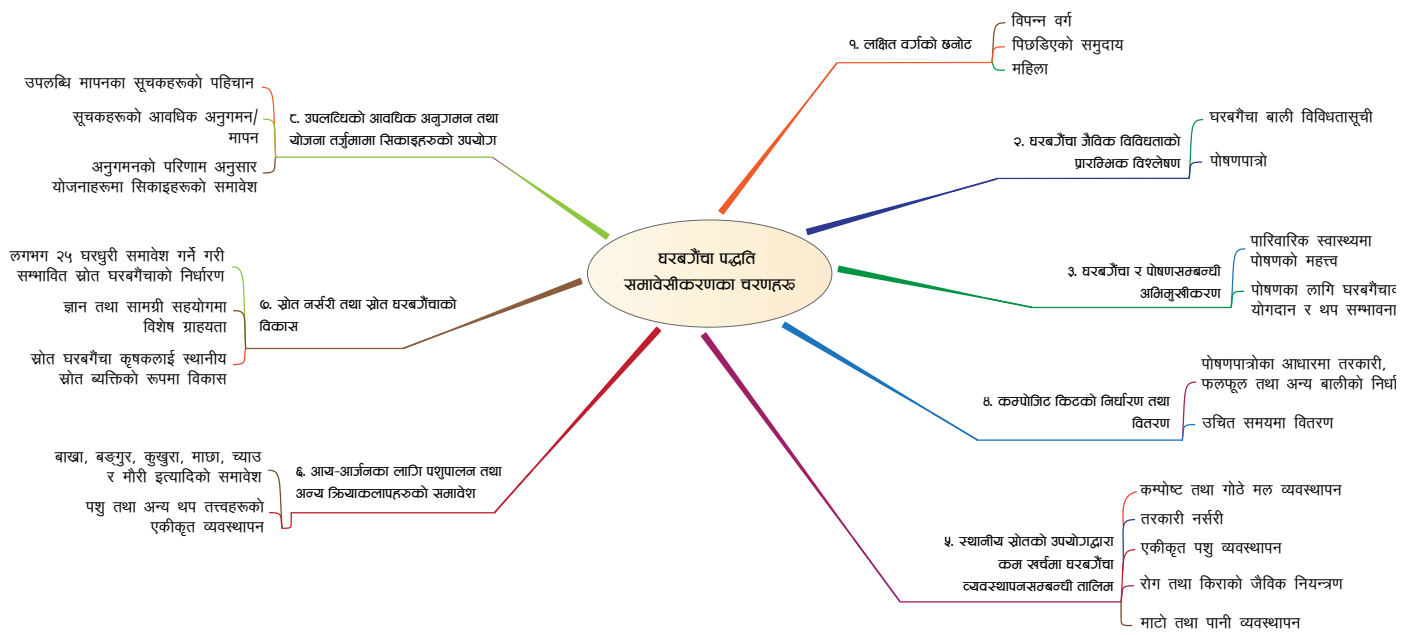 घरबगैंचा पद्धति
समावेसीकरणका चरणहरू
१. लक्षित वर्गको छनोट
विपन्न वर्ग
पिछडिएको समुदाय
महिला
२. घरबगैंचा जैविक विविधताको
प्रारम्भिक विश्लेषण
घरबगैंचा बाली विविधतासूची
पोषणपात्रो
३. घरबगैंचा र पोषणसम्बन्धी
अभिमुखीकरण
पारिवारिक स्वास्थ्यमा
पोषणको महत्त्व
पोषणका लागि
योगदान र थप
४. कम्पोजिट किटको निर्धारण तथा
वितरण
पोषणपात्रोका आधारमा तरकारी,
फलफूल तथा अन्य बालीको
उचित समयमा वितरण
५. स्थानीय स्रोतको उपयोगद्वारा
कम खर्चमा घरबगैंचा
व्यवस्थापनसम्बन्धी तालिम
कम्पोष्ट तथा गोठे मल व्यवस्थापन
तरकारी नर्सरी
एकीकृत पशु व्यवस्थापन
रोग तथा किराको जैविक नियन्त्रण
माटो तथा पानी व्यवस्थापन
६. आय-आर्जनका लागि पशुपालन तथा
अन्य क्रियाकलापहरुको समावेश
बाख्रा, बङ्गुर, कुखुरा, माछा, च्याउ
र मौरी इत्यादिको समावेश
पशु तथा अन्य थप तत्त्वहरूको
एकीकृत व्यवस्थापन
७. स्रोत नर्सरी तथा स्रोत घरबगैंचाको
विकास
लगभग २५ घरधुरी समावेश गर्ने गरी
सम्भावित स्रोत घरबगैंचाको निर्धारण
ज्ञान तथा सामग्री सहयोगमा
विशेष ग्राहयता
स्रोत घरबगैंचा कृषकलाई स्थानीय
स्रोत ब्यक्तिको रूपमा विकास
८. उपलब्धिको आवधिक अनुगमन तथा
योजना तर्जुमामा सिकाइहरुको उपयोग
उपलब्धि मापनका सूचकहरूको पहिचान
सूचकहरूको आवधिक अनुगमन/
मापन
अनुगमनको परिणाम अनुसार
योजनाहरूमा सिकाइहरूको समावेश